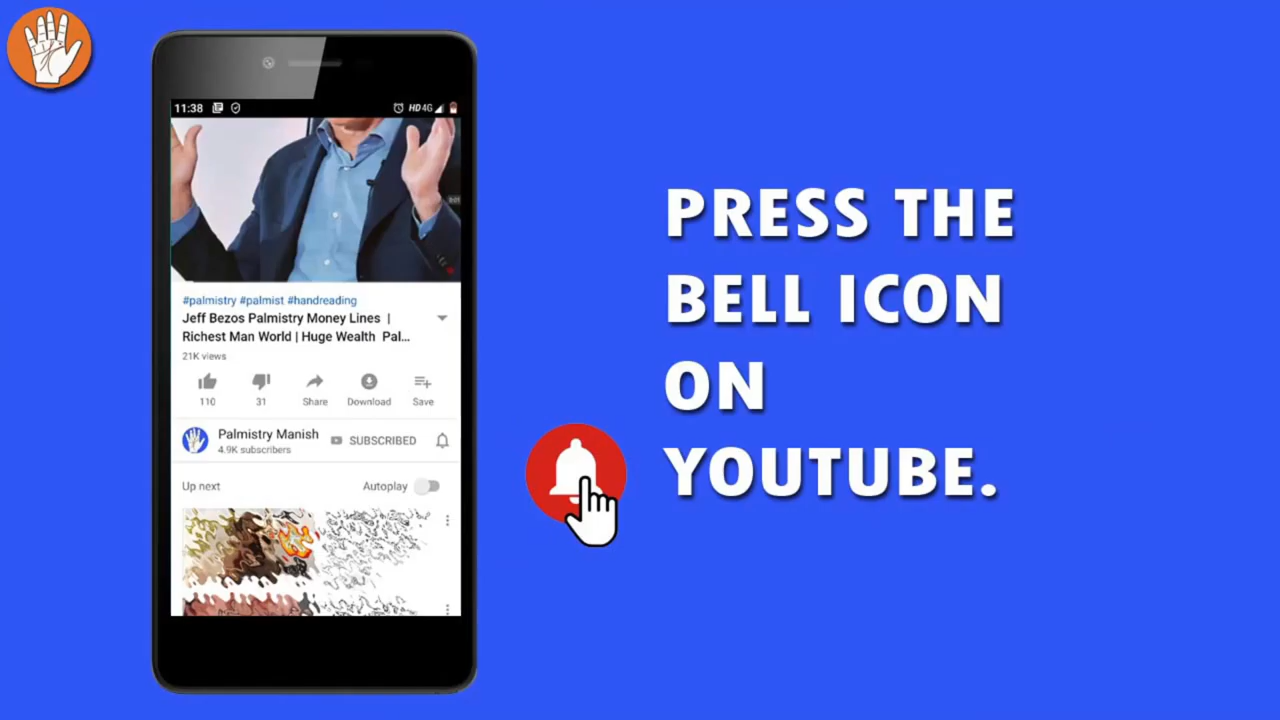 11:38
HD 4G
#palmistry #palmist #handreading
Jeff Bezos Palmistry Money Lines |
Richest Man World | Huge Wealth Pal...
21K views
110
31
Share
Download
Save
Palmistry Manish
SUBSCRIBED
4.9K subscribers
Up next
Autoplay
PRESS THE
BELL ICON
ON
YOUTUBE.